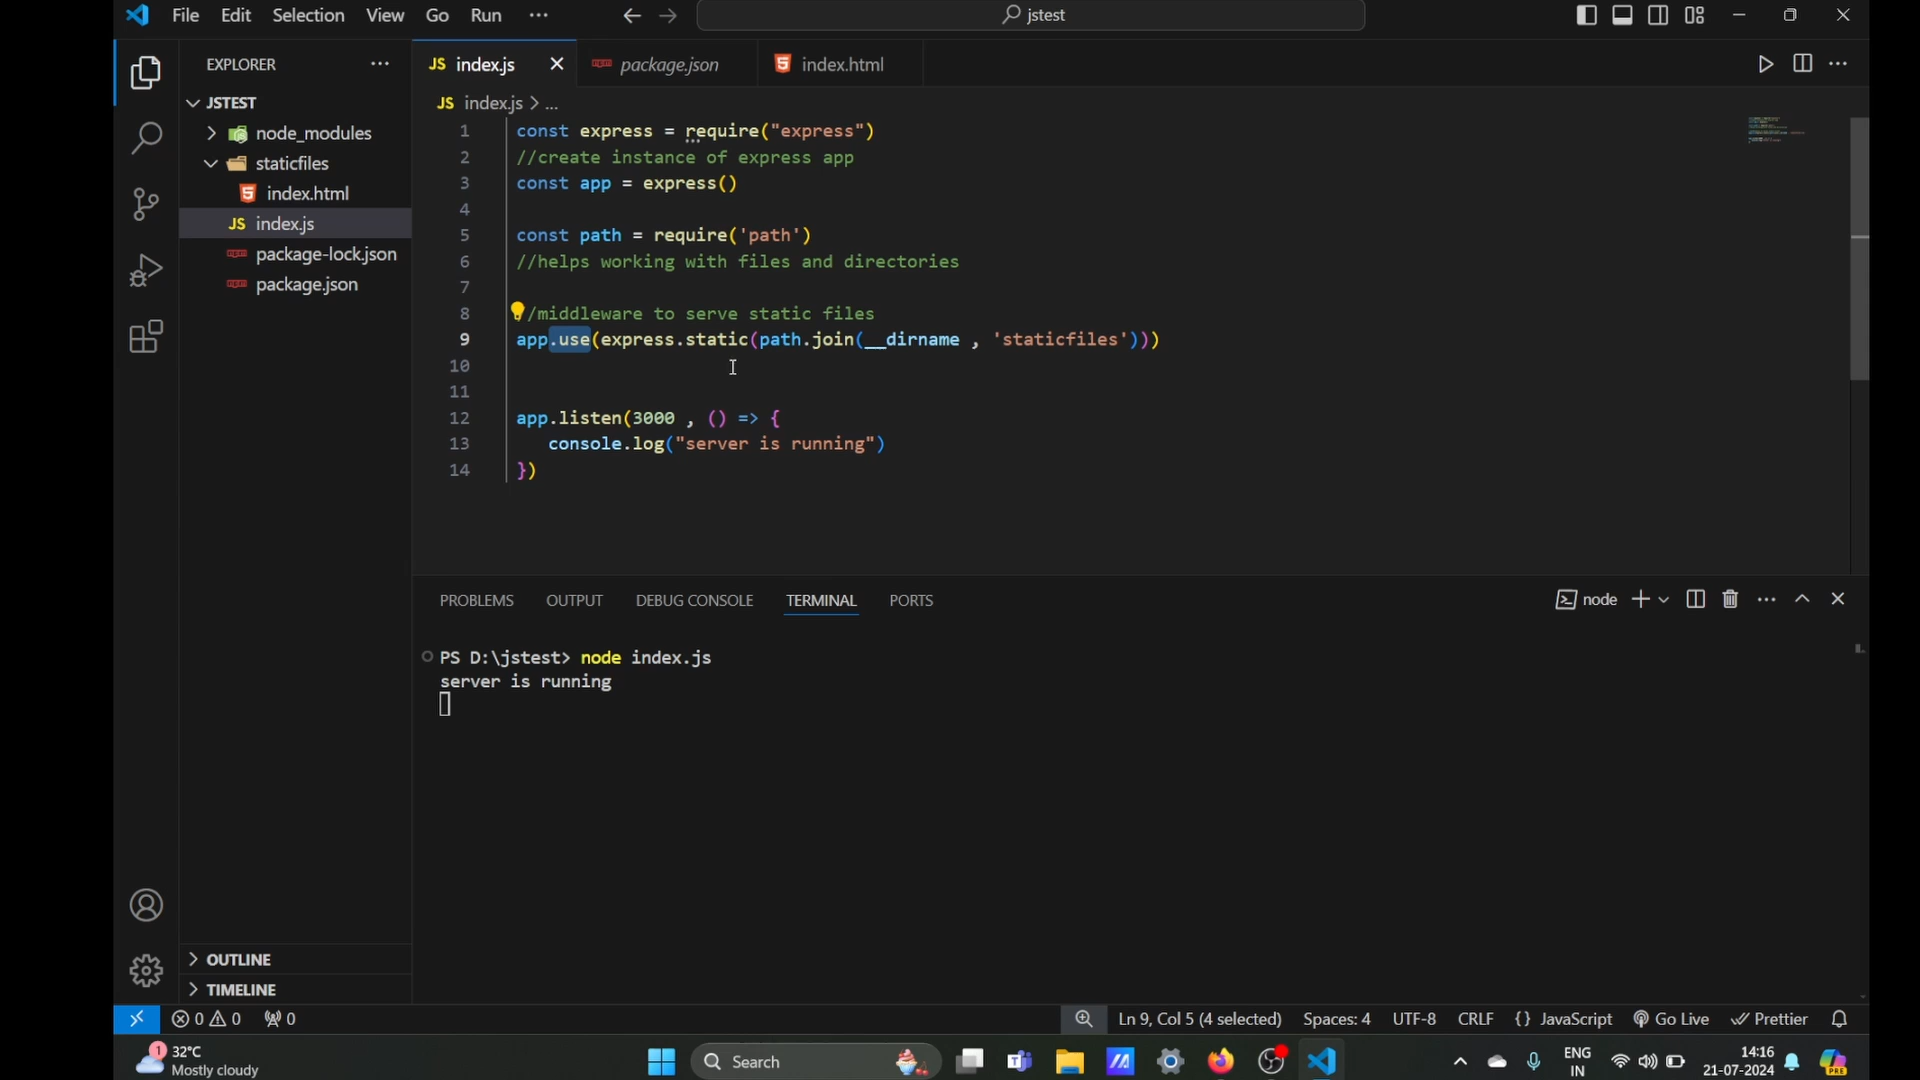 File Edit Selection View Go Run ...
jstest
EXPLORER ...
JS index.js package.json index.html
JSTEST
node_modules
staticfiles
index.html
JS index.js
package-lock.json
package.json
OUTLINE
TIMELINE
JS index.js > ...
1 const express = require("express")
2 //create instance of express app
3 const app = express()
4
5 const path = require('path')
6 //helps working with files and directories
7
8 /middleware to serve static files
9 app.use(express.static(path.join(__dirname , 'staticfiles')))
10
11
12 app.listen(3000 , () => {
13 console.log("server is running")
14 })
PROBLEMS OUTPUT DEBUG CONSOLE TERMINAL PORTS
node
PS D:\jstest> node index.js
server is running
0 0 0
Ln 9, Col 5 (4 selected) Spaces: 4 UTF-8 CRLF {} JavaScript Go Live Prettier
1 32°C
Mostly cloudy
Search
ENG
IN
14:16
21-07-2024
PRE